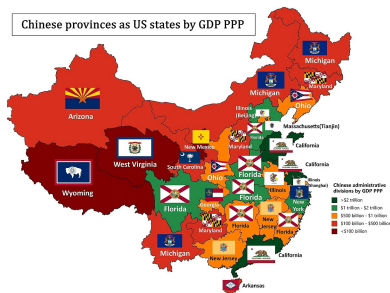 Chinese provinces as US states by GDP PPP
Michigan
Michigan
Maryland
Ohio
Illinois
(Beijing)
Massachusetts(Tianjin)
Arizona
New Mexico
Maryland
Florida
California
West Virginia
South Carolina
California
Wyoming
Ohio
Florida
Illinois
(Shanghai)
Florida
Georgia
Florida
New
York
Maryland
Florida
New
Jersey
Florida
Michigan
New Jersey
California
Arkansas
Chinese administrative
divisions by GDP PPP
>$2 trillion
$1 trillion - $2 trillion
$500 billion - $1 trillion
$100 billion - $500 billion
<$100 billion